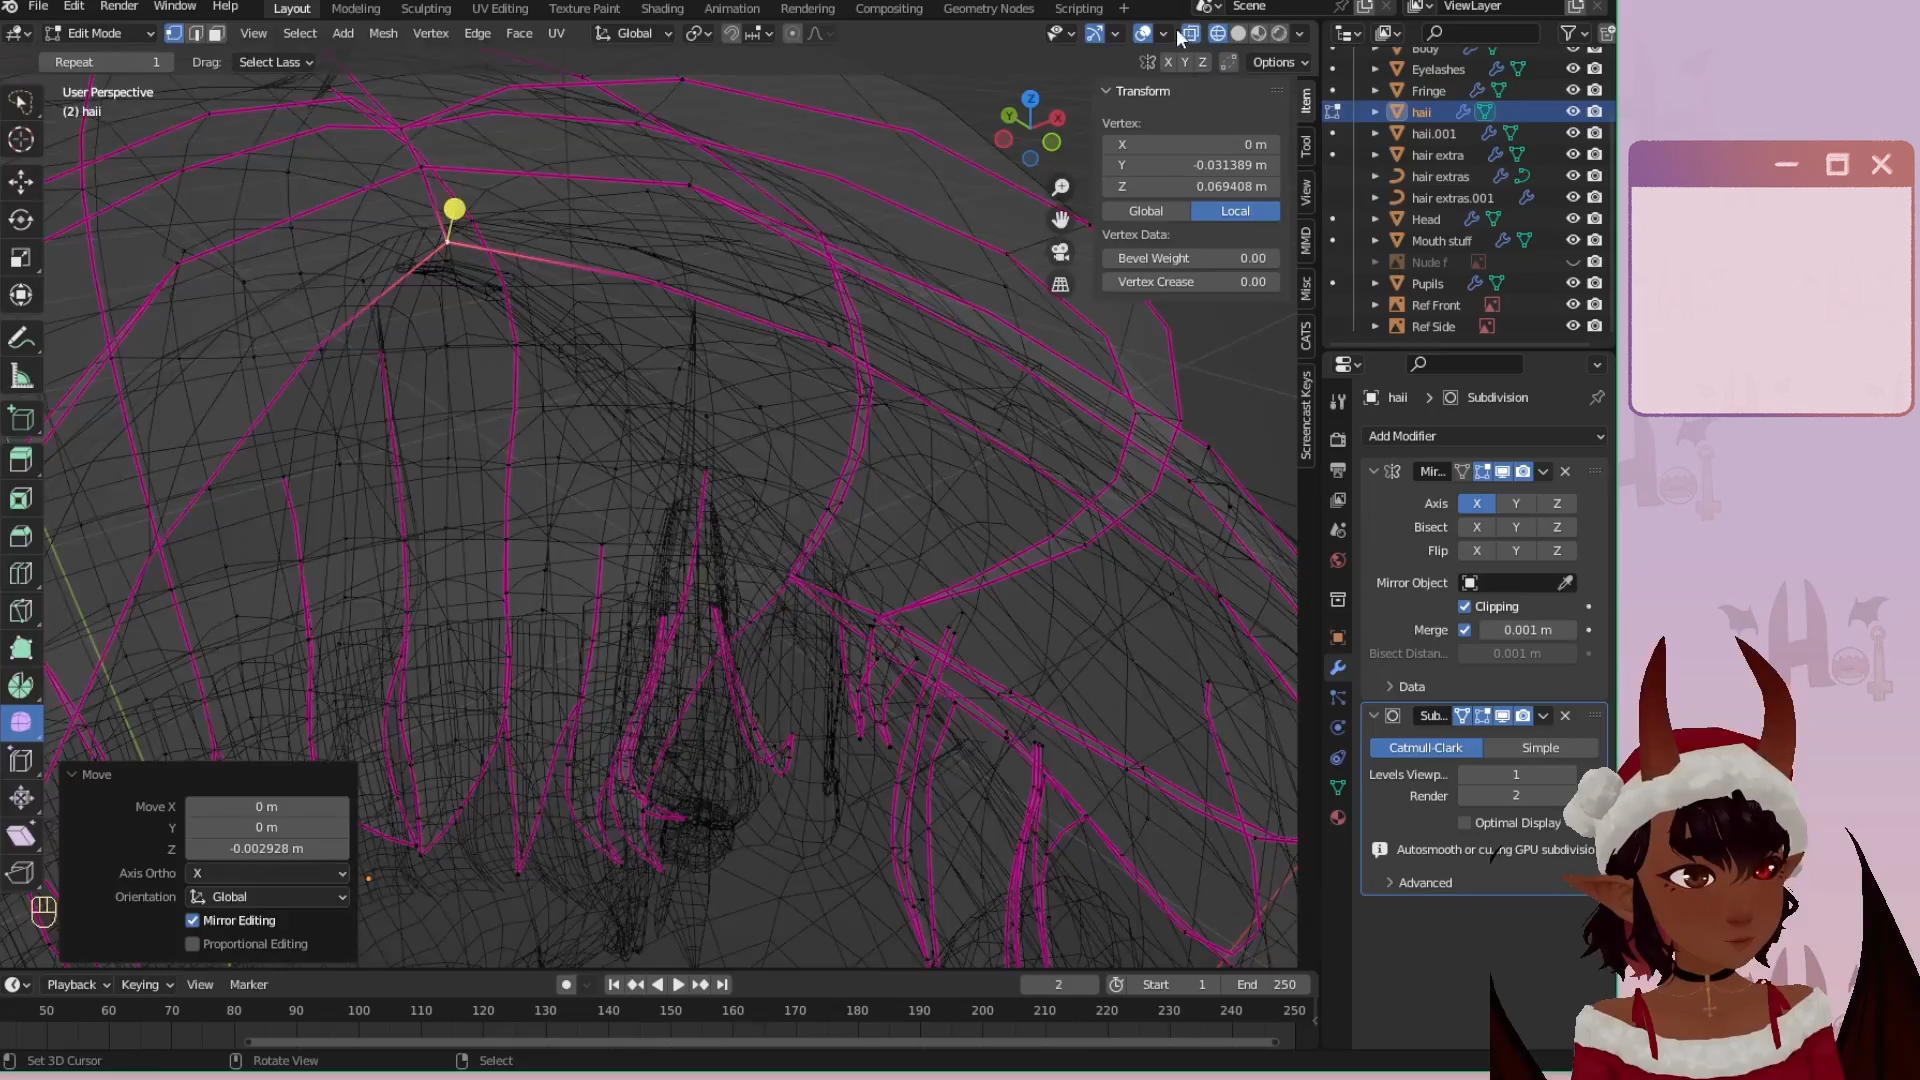 File Edit Render Window Help Layout Modeling Sculpting UV Editing Texture Paint Shading Animation Rendering Compositing Geometry Nodes Scripting + Scene ViewLayer
Edit Mode View Select Add Mesh Vertex Edge Face UV Global
Repeat 1 Drag: Select Lass X Y Z Options
User Perspective
(2) haii
Z
Y X
Transform
Vertex:
X 0 m
Y -0.031389 m
Z 0.069408 m
Global Local
Vertex Data:
Bevel Weight 0.00
Vertex Crease 0.00
Item
Tool
View
MMD
Misc
CATS
Screencast Keys
Body
Eyelashes
Fringe
haii
haii.001
hair extra
hair extras
hair extras.001
Head
Mouth stuff
Nude f
Pupils
Ref Front
Ref Side
haii > Subdivision
Add Modifier
Mir...
Axis X Y Z
Bisect X Y Z
Flip X Y Z
Mirror Object
Clipping
Merge 0.001 m
Bisect Distan... 0.001 m
Data
Sub...
Catmull-Clark Simple
Levels Viewp... 1
Render 2
Optimal Display
Advanced
Move
Move X 0 m
Y 0 m
Z -0.002928 m
Axis Ortho X
Orientation Global
Mirror Editing
Proportional Editing
Playback Keying View Marker 2 Start 1 End 250
50 60 70 80 90 100 110 120 130 140 150 160 170 180 190 200 210 220 230 240 250
Set 3D Cursor Rotate View Select